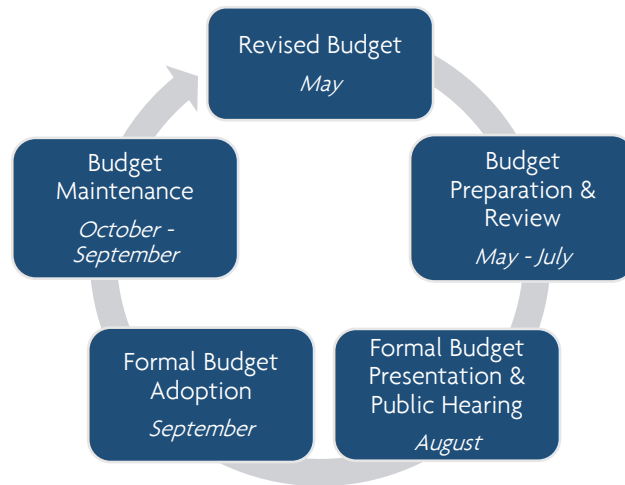 Revised Budget
May
Budget
Preparation &
Review
May - July
Formal Budget
Presentation &
Public Hearing
August
Formal Budget
Adoption
September
Budget
Maintenance
October -
September